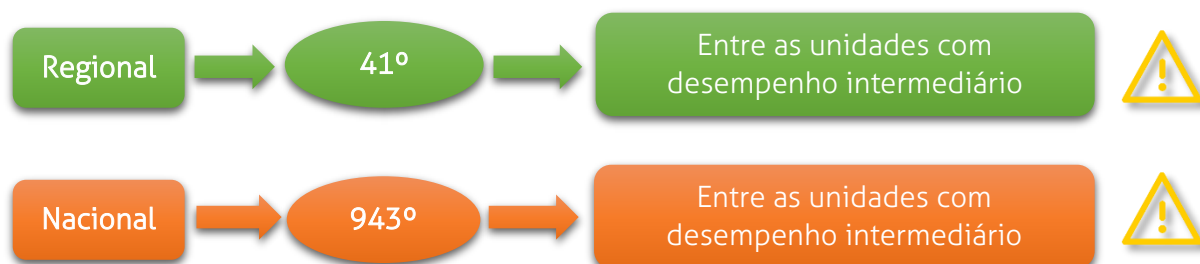 Regional
41º
Entre as unidades com
desempenho intermediário
Nacional
943º
Entre as unidades com
desempenho intermediário